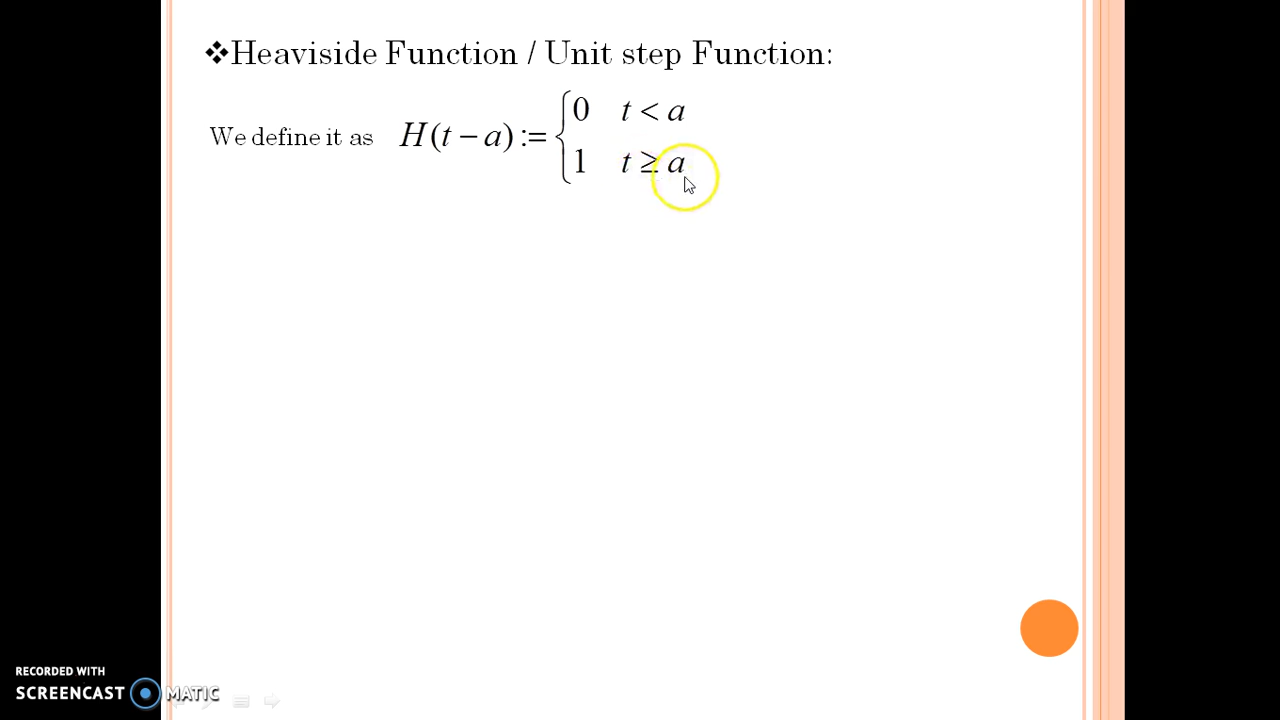 ❖Heaviside Function / Unit step Function:
We define it as H(t − a) := { 0 t < a
1 t ≥ a
RECORDED WITH
SCREENCAST MATIC